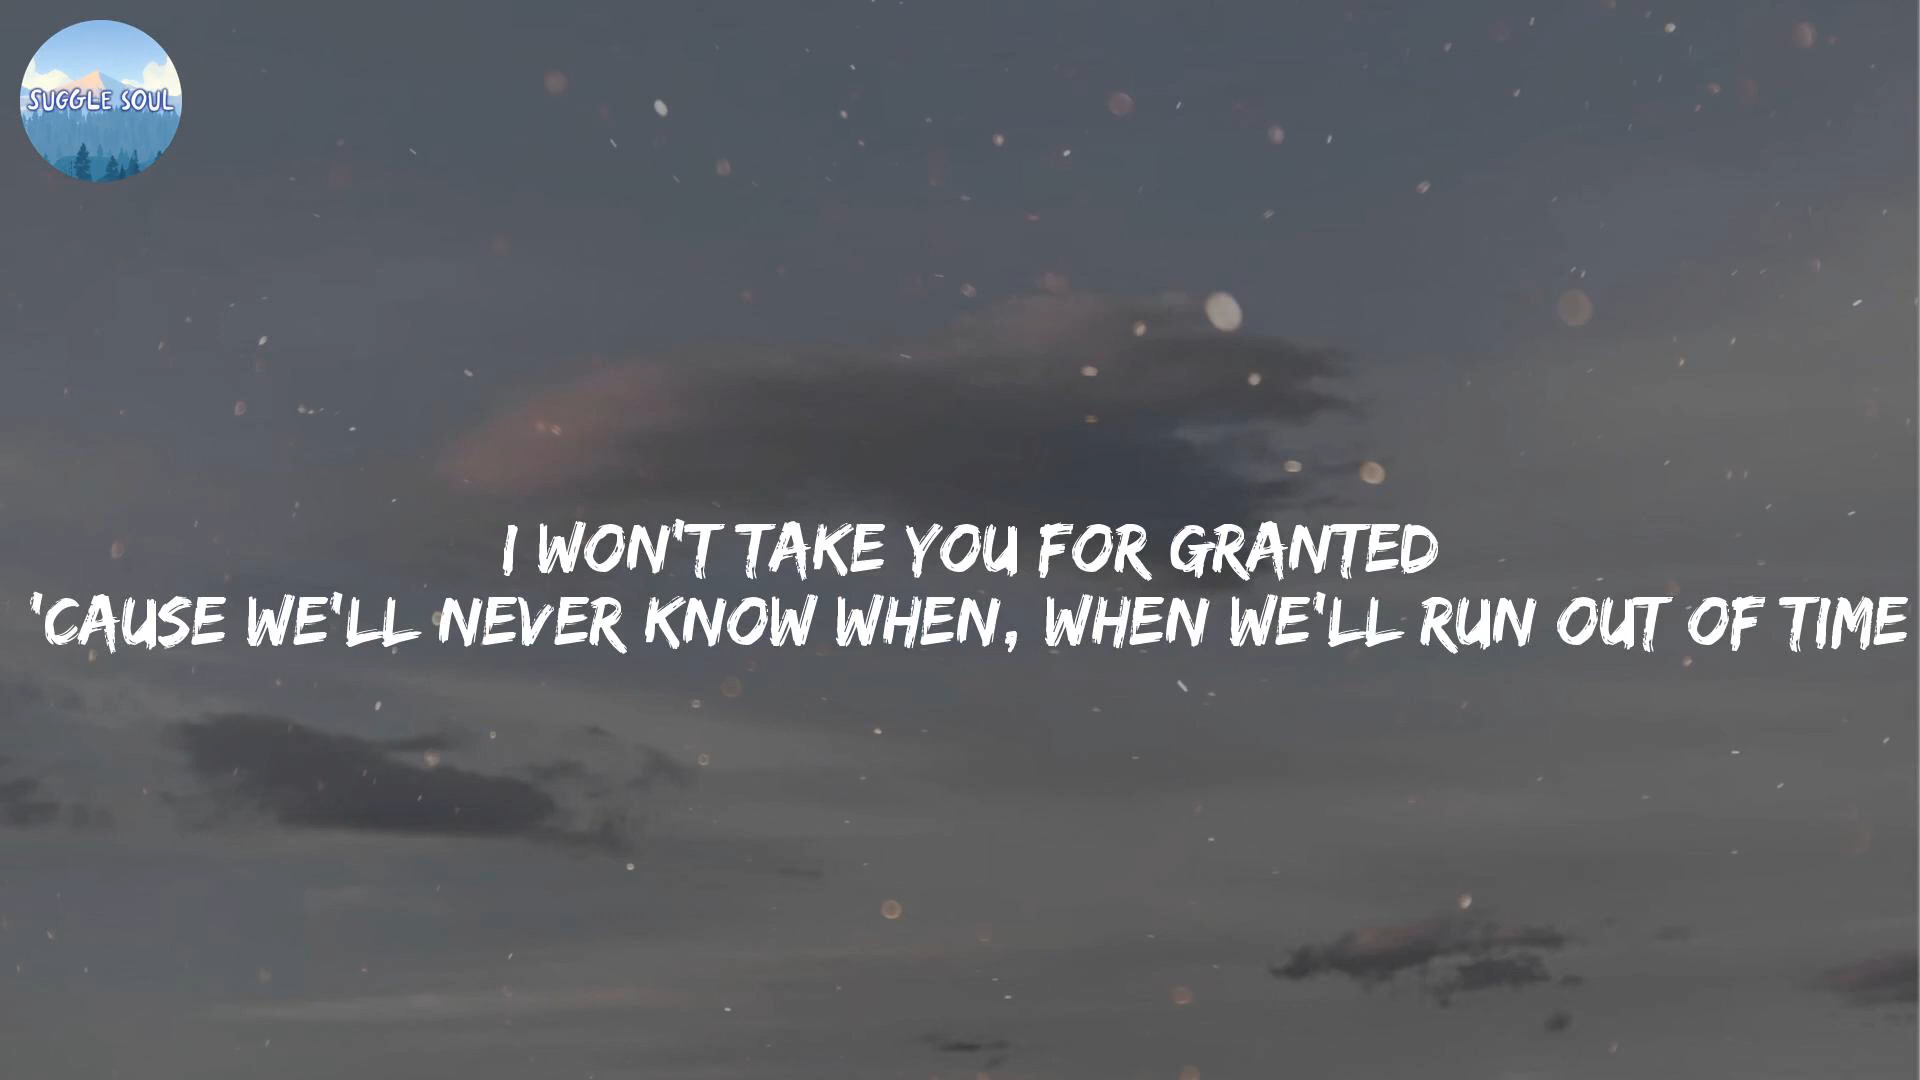 SUGGLE SOUL
I WON'T TAKE YOU FOR GRANTED
'CAUSE WE'LL NEVER KNOW WHEN, WHEN WE'LL RUN OUT OF TIME